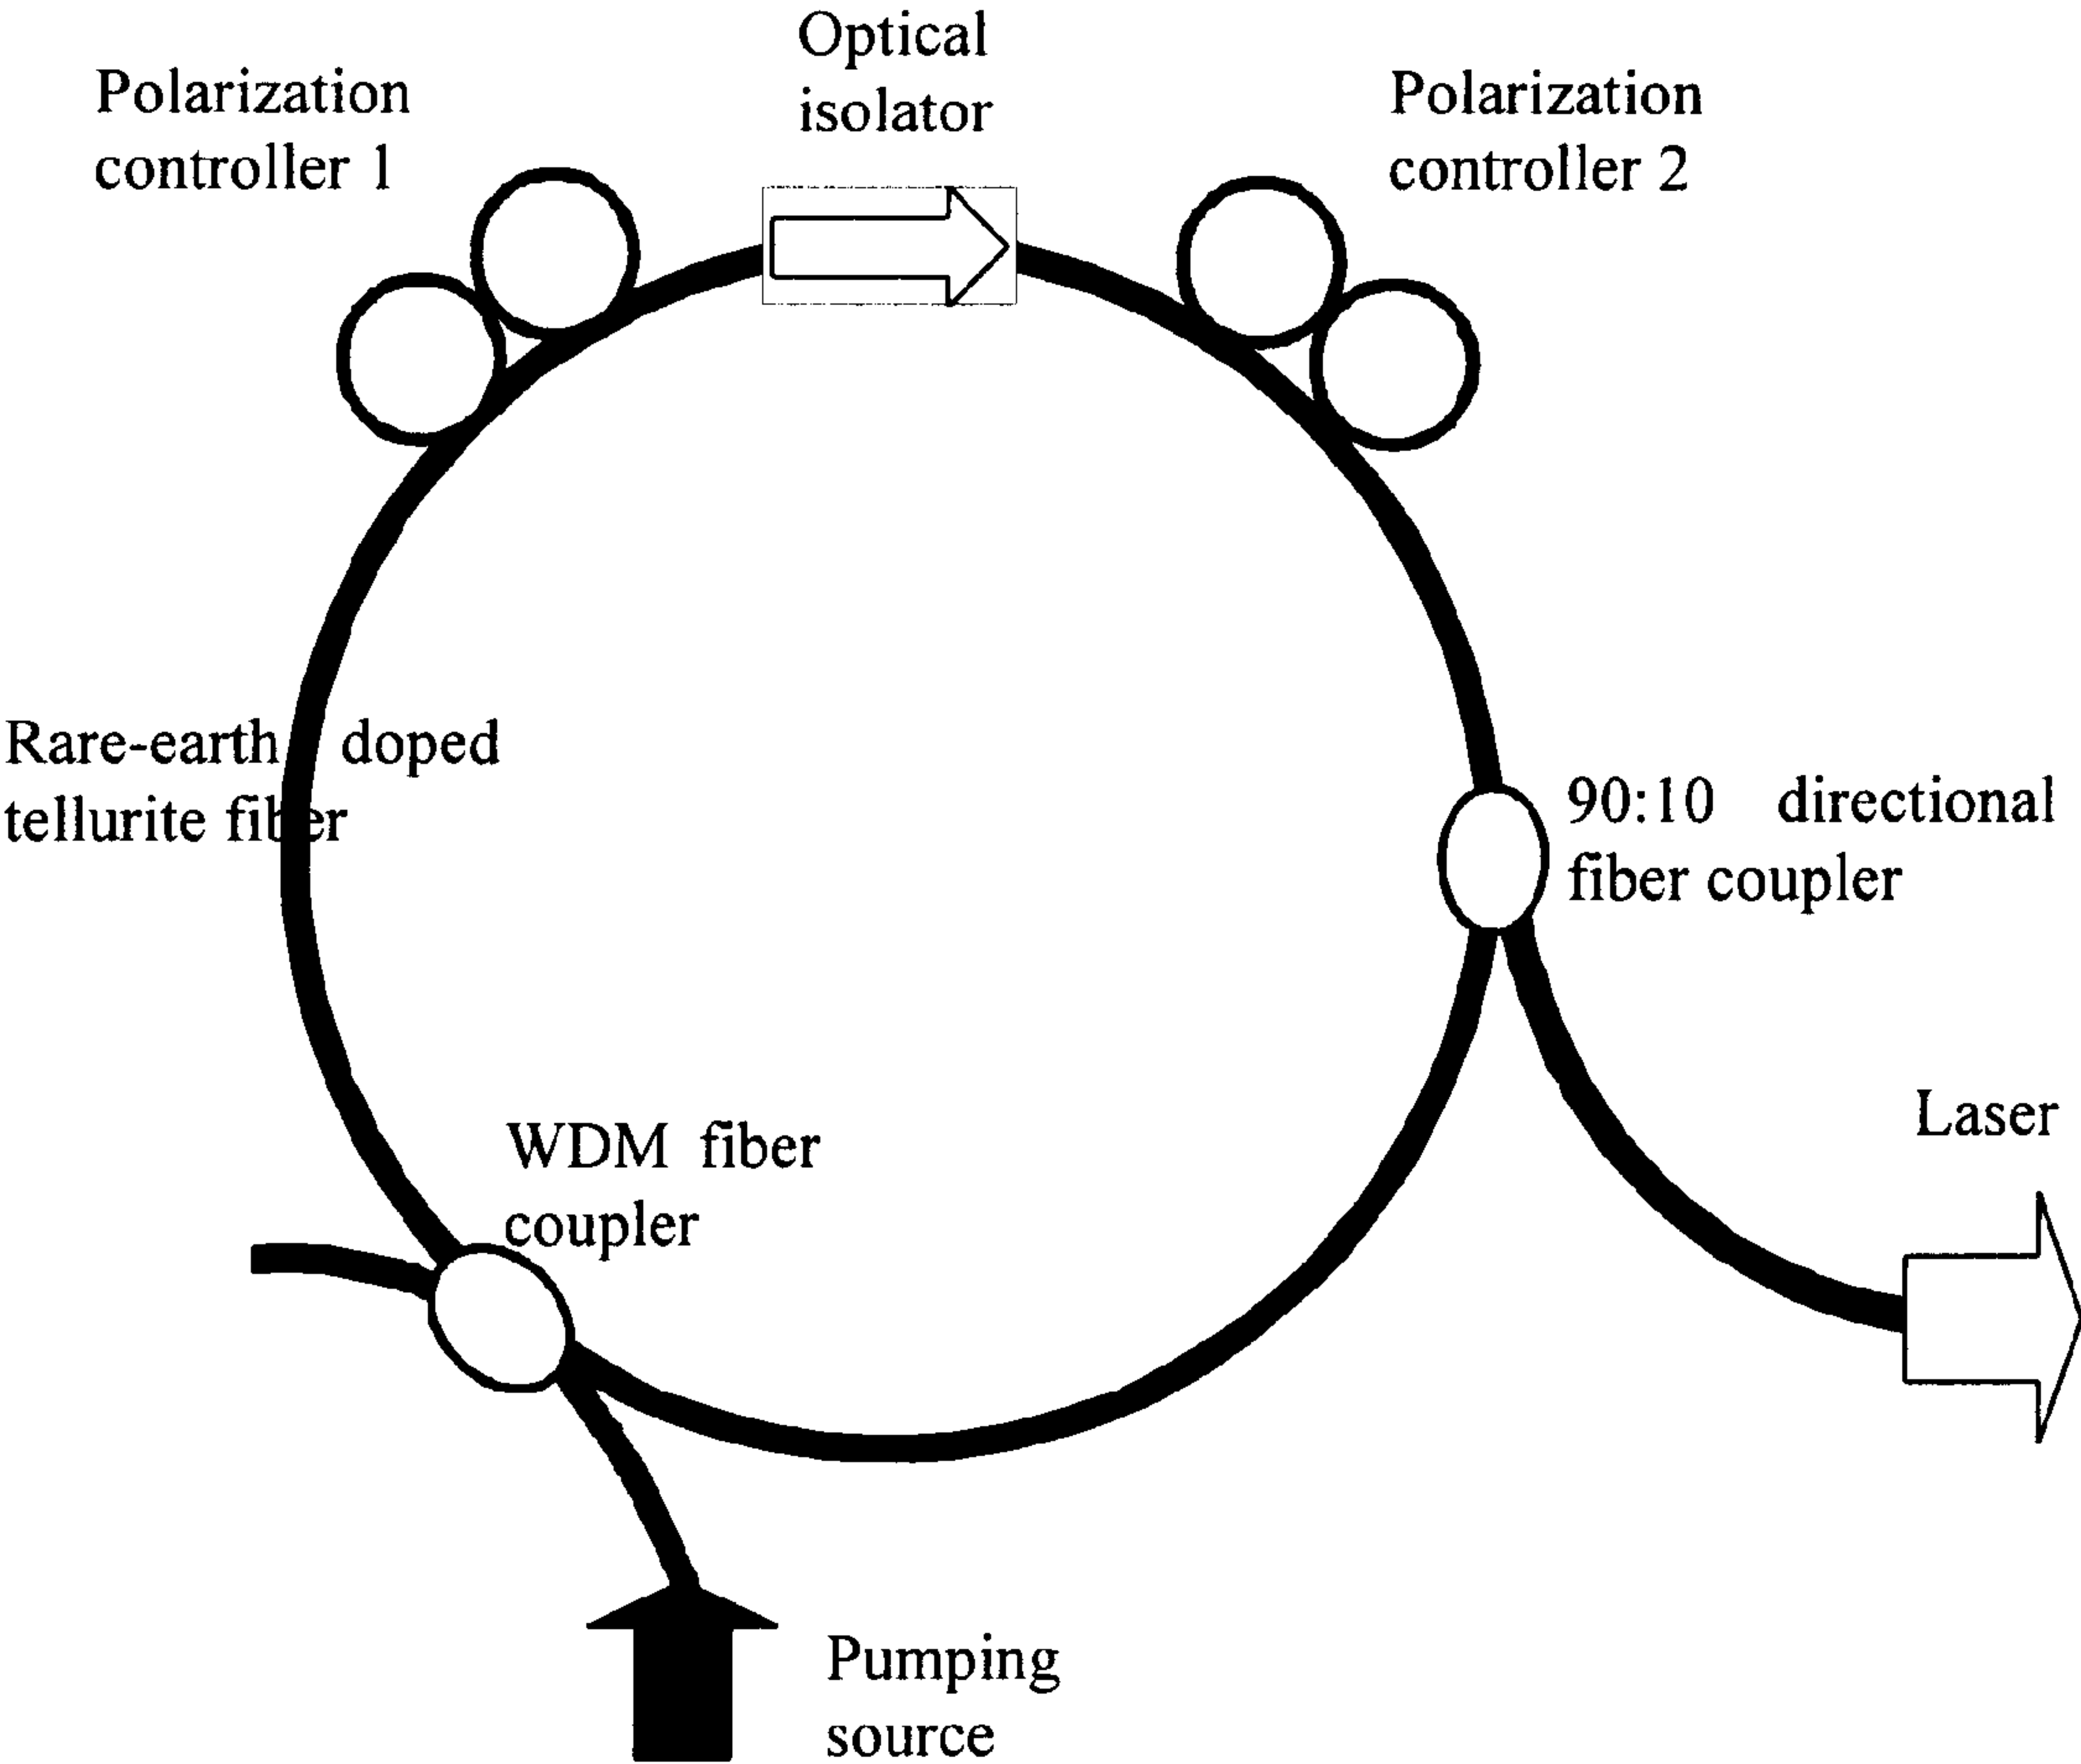 Optical
isolator
Polarization
controller 1
Polarization
controller 2
Rare-earth doped
tellurite fiber
90:10 directional
fiber coupler
WDM fiber
coupler
Laser
Pumping
source